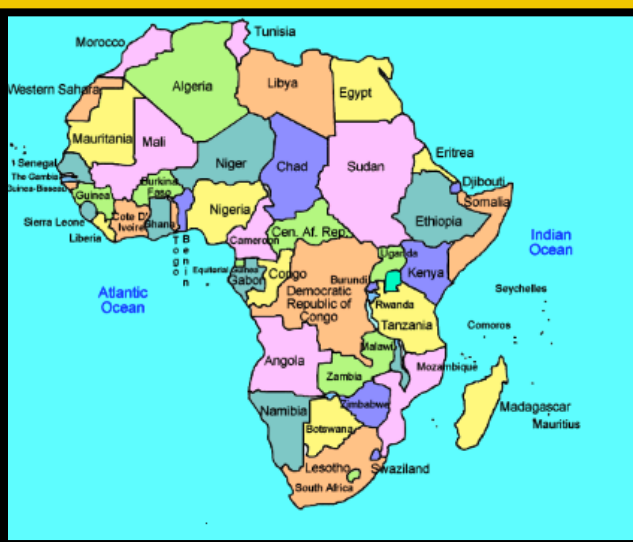 Tunisia
Morocco
Algeria
Libya
Egypt
Western Sahara
Mauritania
Mali
Niger
Chad
Sudan
Eritrea
Senegal
The Gambia
Guinea-Bissau
Guinea
Burkina
Faso
Nigeria
Djibouti
Somalia
Ethiopia
Sierra Leone
Cote D'
Ivoire
Ghana
Liberia
Togo
Benin
Cameroon
Cen. Af. Rep.
Indian
Ocean
Equitorial Guinea
Gabon
Congo
Uganda
Kenya
Democratic
Republic of
Congo
Burundi
Rwanda
Tanzania
Seychelles
Atlantic
Ocean
Comoros
Angola
Malawi
Zambia
Mozambique
Namibia
Zimbabwe
Botswana
Madagascar
Mauritius
Lesotho
Swaziland
South Africa